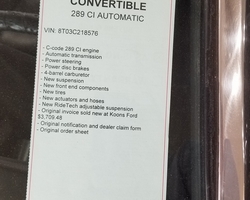 CONVERTIBLE
289 CI AUTOMATIC
VIN: 8T03C218576
- C-code 289 CI engine
- Automatic transmission
- Power steering
- Power disc brakes
- 4-barrel carburetor
- New suspension
- New front end components
- New tires
- New actuators and hoses
- New RideTech adjustable suspension
- Original invoice sold new at Koons Ford
$3,709.48
- Original notification and dealer claim form
- Original order sheet